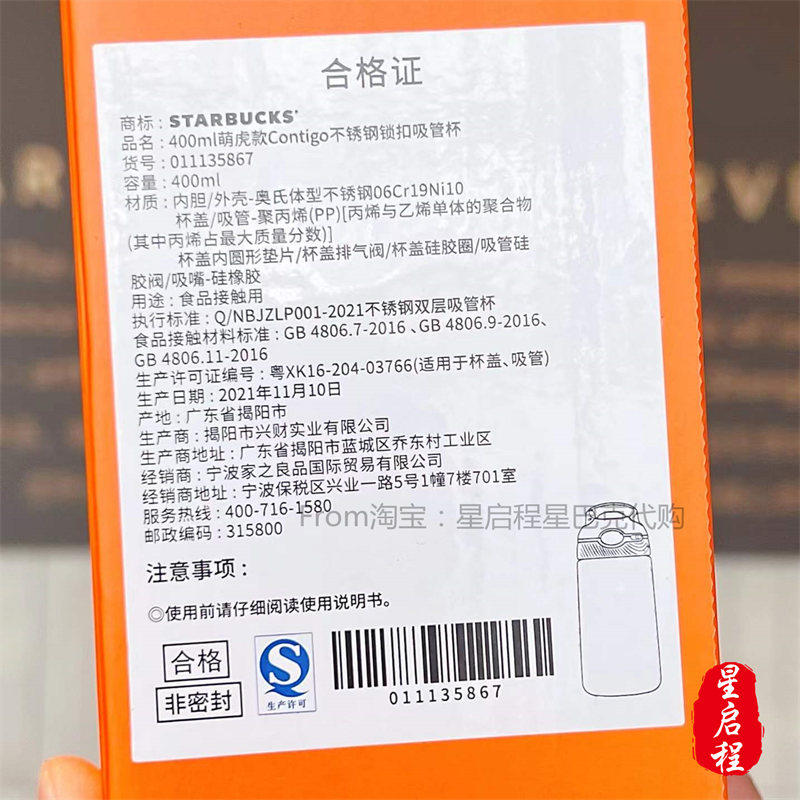 合格证
商标：STARBUCKS
品名：400ml萌虎款Contigo不锈钢锁扣吸管杯
货号：011135867
容量：400ml
材质：内胆/外壳-奥氏体型不锈钢06Cr19Ni10
杯盖/吸管-聚丙烯(PP)[丙烯与乙烯单体的聚合物
(其中丙烯占最大质量分数)]
杯盖内圆形垫片/杯盖排气阀/杯盖硅胶圈/吸管硅
胶阀/吸嘴-硅橡胶
用途：食品接触用
执行标准：Q/NBJZLP001-2021不锈钢双层吸管杯
食品接触材料标准：GB 4806.7-2016、GB 4806.9-2016、
GB 4806.11-2016
生产许可证编号：粤XK16-204-03766(适用于杯盖、吸管)
生产日期：2021年11月10日
产地：广东省揭阳市
生产商：揭阳市兴财实业有限公司
生产商地址：广东省揭阳市蓝城区乔东村工业区
经销商：宁波家之良品国际贸易有限公司
经销商地址：宁波保税区兴业一路5号1幢7楼701室
服务热线：400-716-1580
From淘宝：星启程星巴克代购
邮政编码：315800
注意事项：
◎使用前请仔细阅读使用说明书。
合格
非密封
生产许可
011135867
星启程